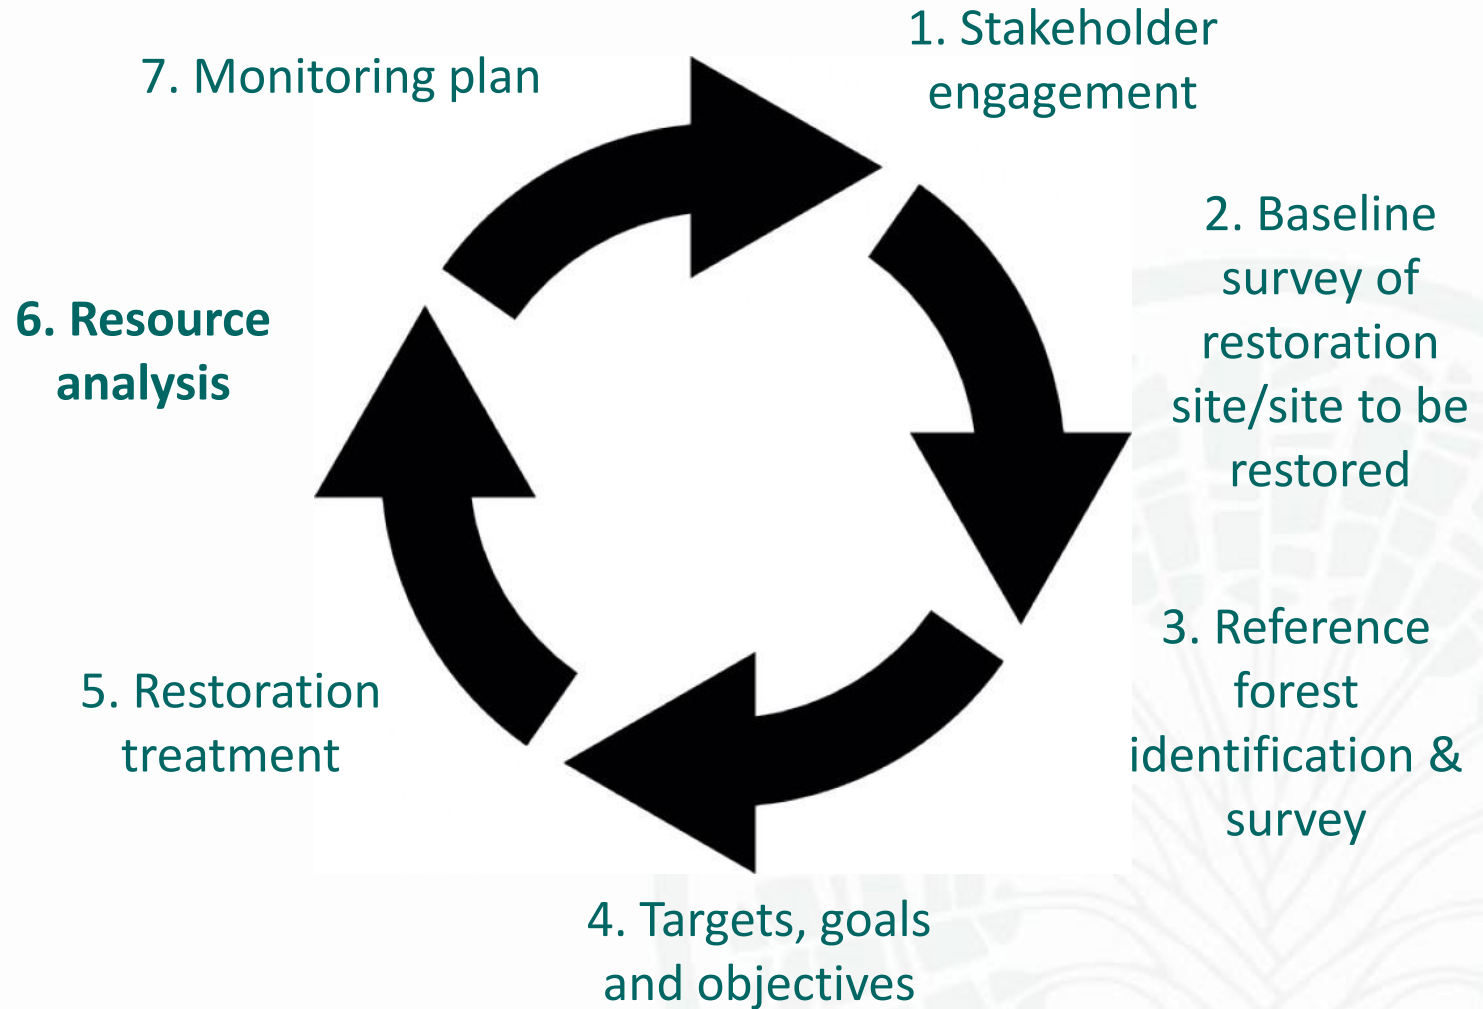 1. Stakeholder
engagement
2. Baseline
survey of
restoration
site/site to be
restored
3. Reference
forest
identification &
survey
4. Targets, goals
and objectives
5. Restoration
treatment
6. Resource
analysis
7. Monitoring plan